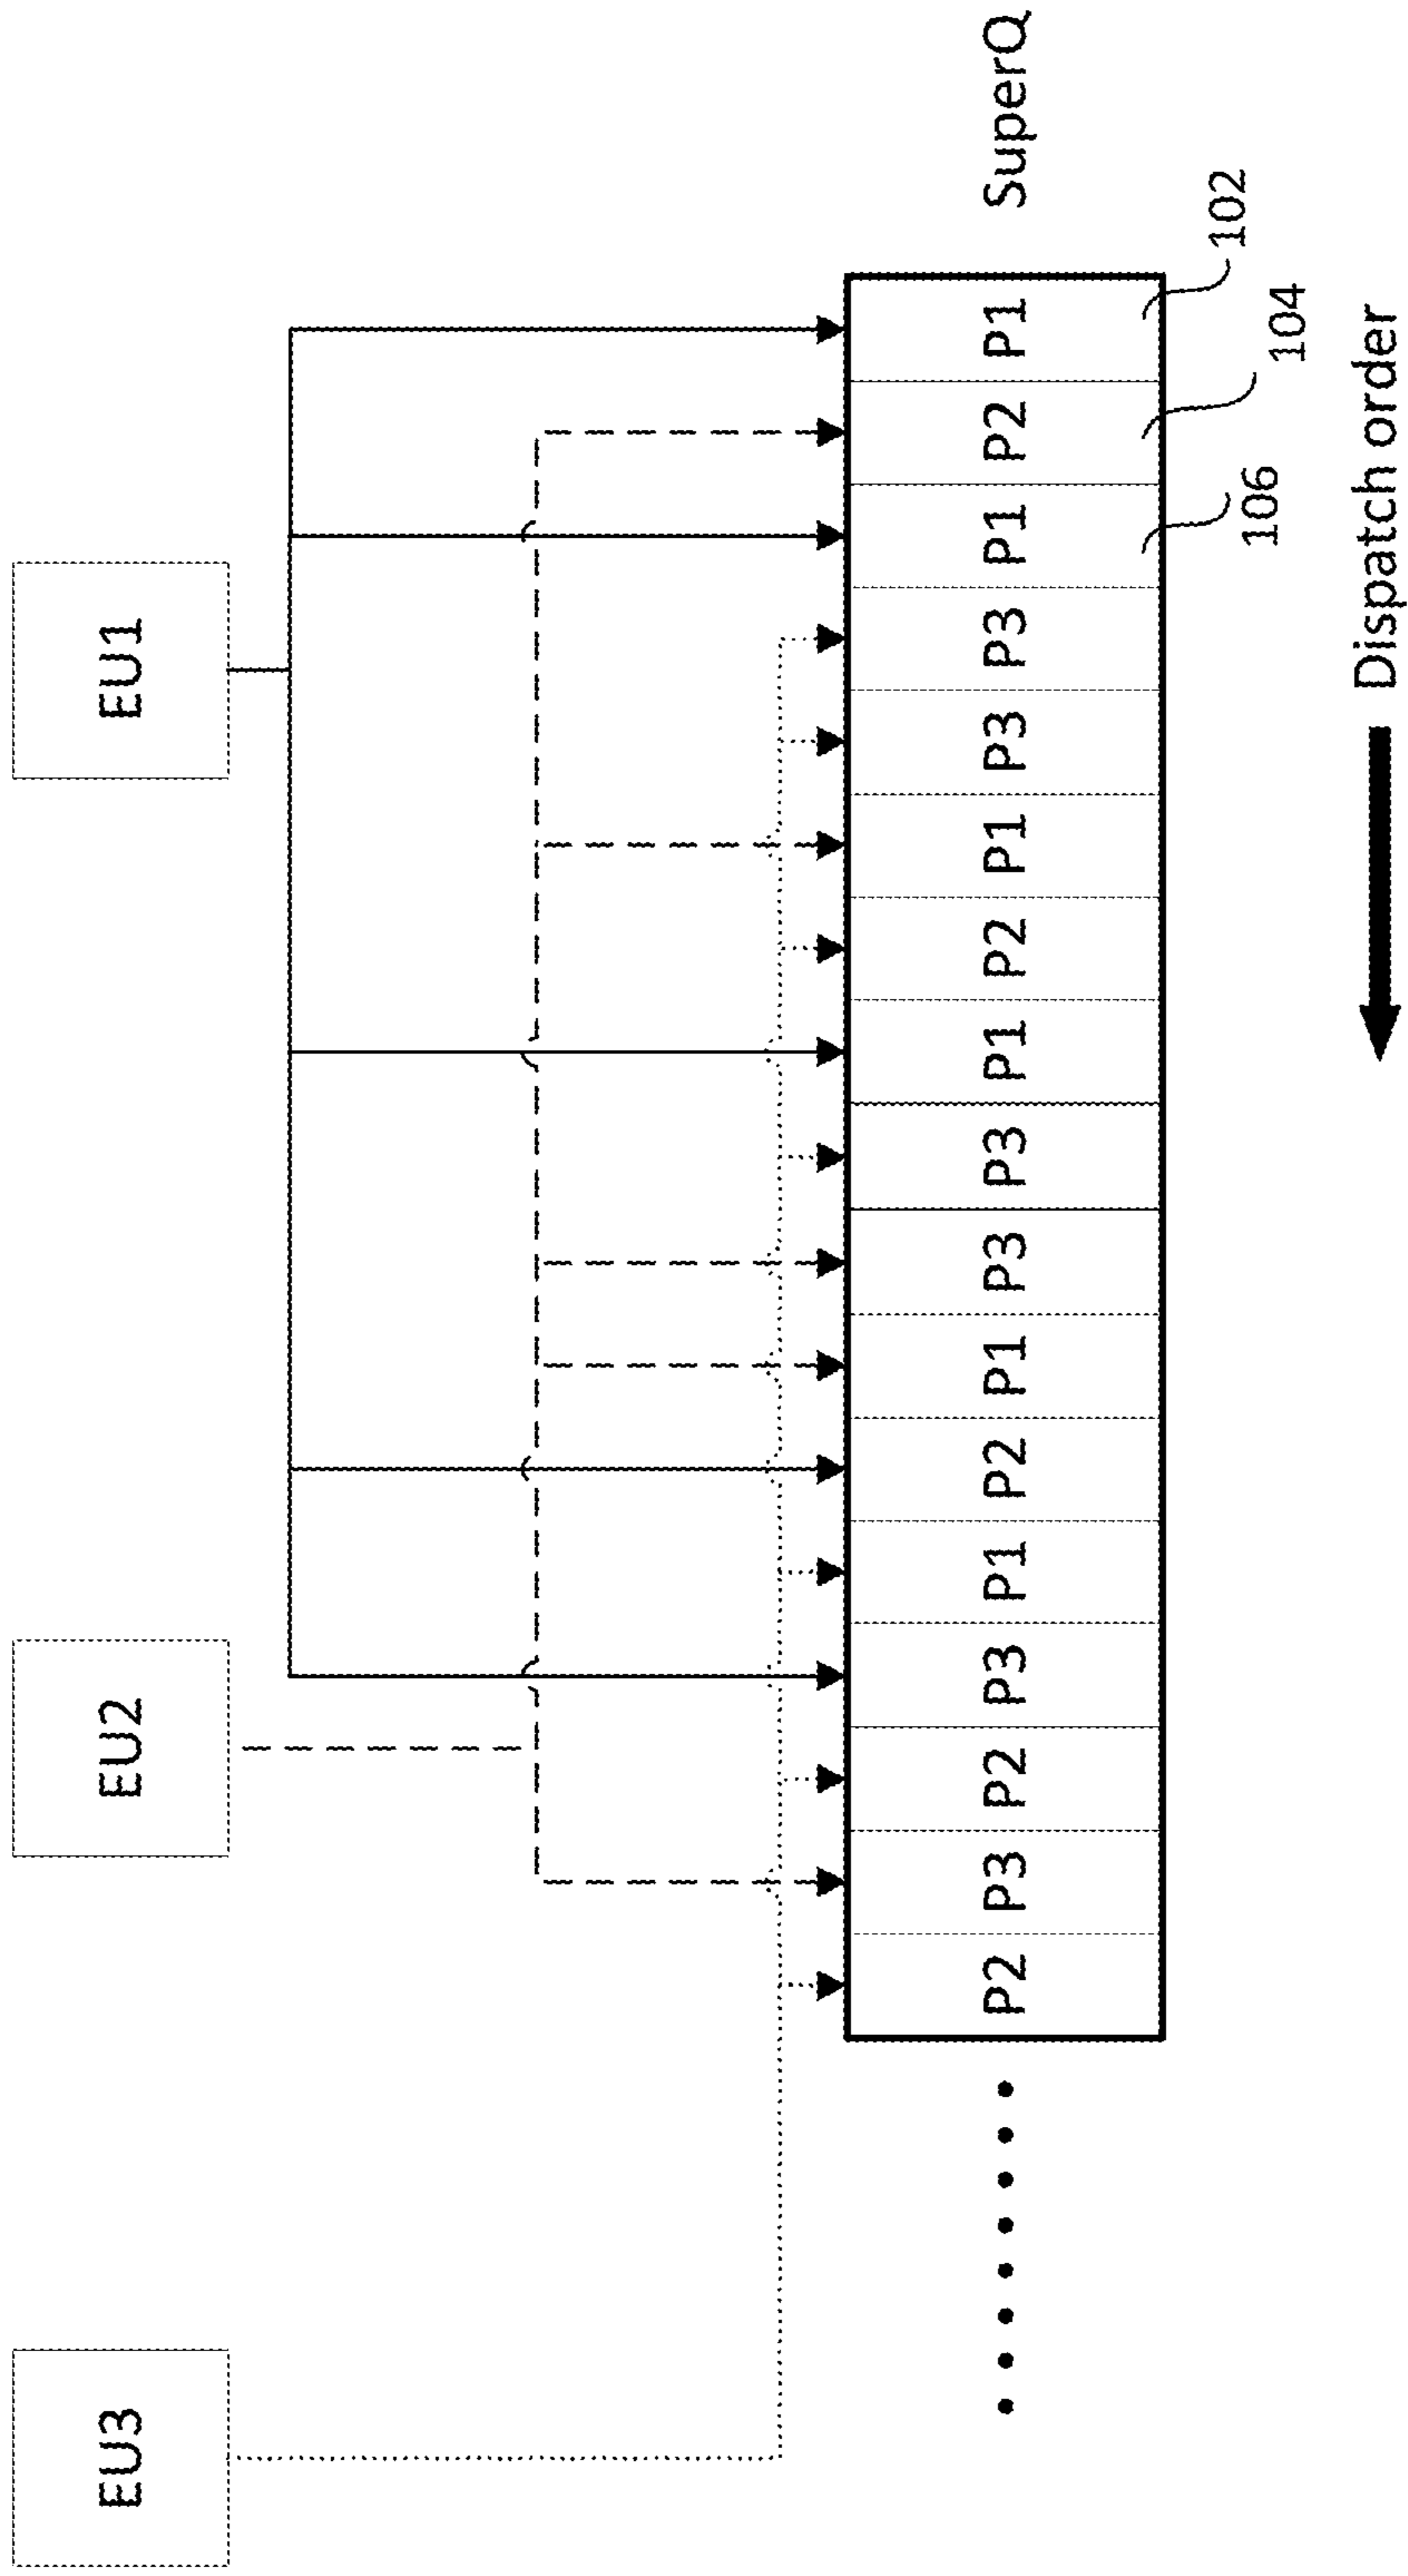 EU3 EU2 EU1
P2 P3 P2 P3 P1 P2 P1 P3 P3 P1 P2 P1 P3 P3 P1 P2 P1 SuperQ
106 104 102
Dispatch order